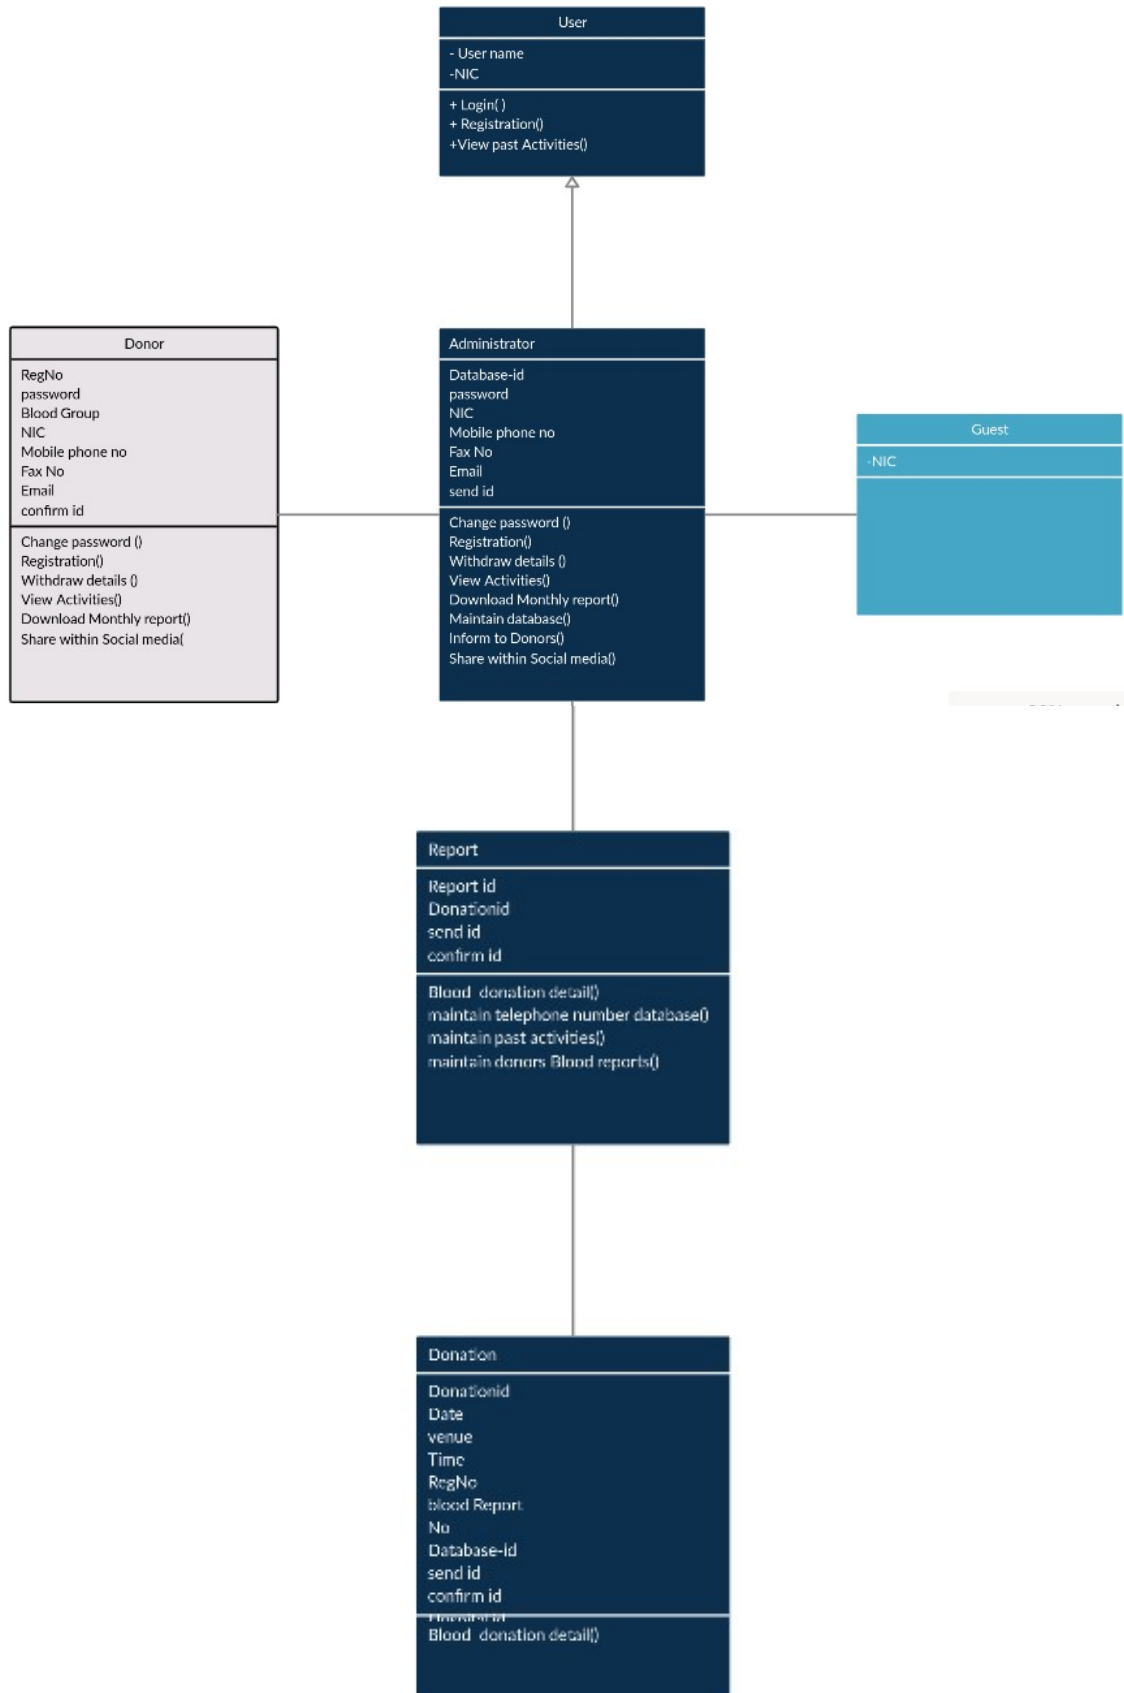 User
- User name
-NIC
+ Login( )
+ Registration()
+View past Activities()
Donor
RegNo
password
Blood Group
NIC
Mobile phone no
Fax No
Email
confirm id
Change password ()
Registration()
Withdraw details ()
View Activities()
Download Monthly report()
Share within Social media(
Administrator
Database-id
password
NIC
Mobile phone no
Fax No
Email
send id
Change password ()
Registration()
Withdraw details ()
View Activities()
Download Monthly report()
Maintain database()
Inform to Donors()
Share within Social media()
Guest
-NIC
Report
Report id
Donationid
send id
confirm id
Blood donation detail()
maintain telephone number database()
maintain past activities()
maintain donors Blood reports()
Donation
Donationid
Date
venue
Time
RegNo
blood Report
No
Database-id
send id
confirm id
Blood donation detail()